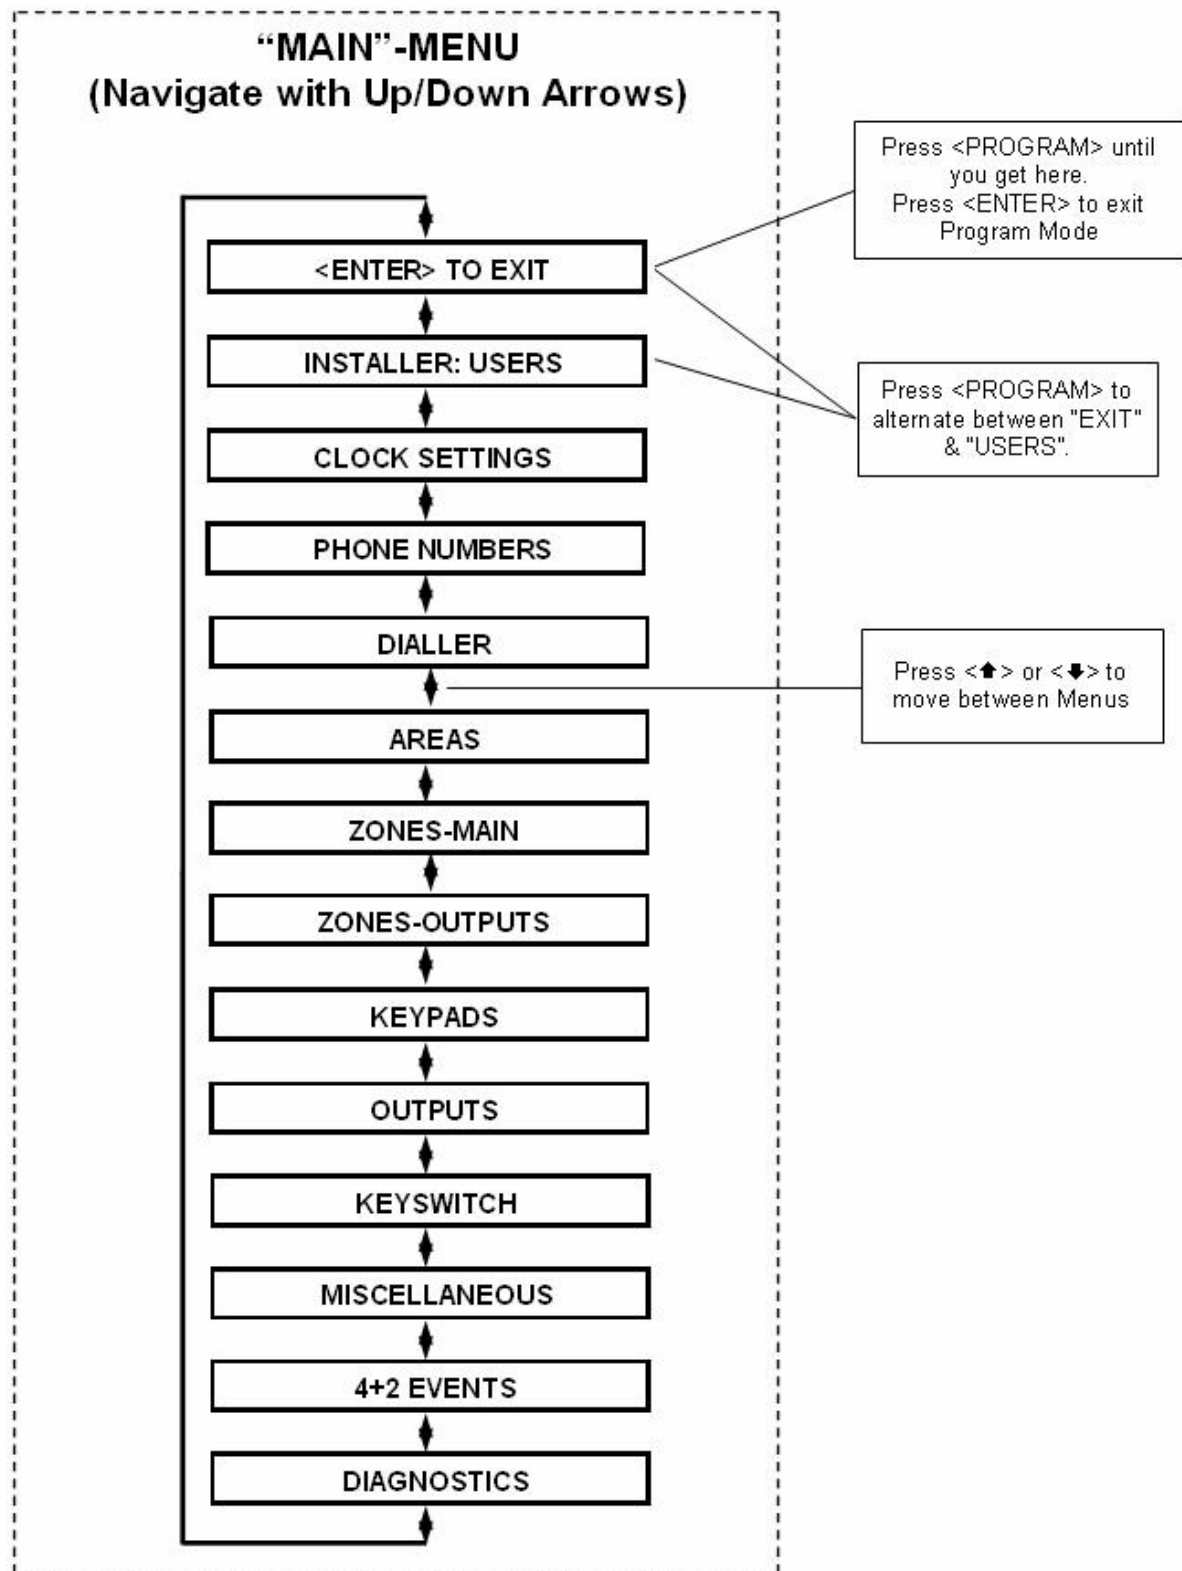 “MAIN”-MENU
(Navigate with Up/Down Arrows)
Press <PROGRAM> until
you get here.
Press <ENTER> to exit
Program Mode
<ENTER> TO EXIT
INSTALLER: USERS
Press <PROGRAM> to
alternate between "EXIT"
& "USERS".
CLOCK SETTINGS
PHONE NUMBERS
DIALLER
Press <🡅> or <🡇> to
move between Menus
AREAS
ZONES-MAIN
ZONES-OUTPUTS
KEYPADS
OUTPUTS
KEYSWITCH
MISCELLANEOUS
4+2 EVENTS
DIAGNOSTICS